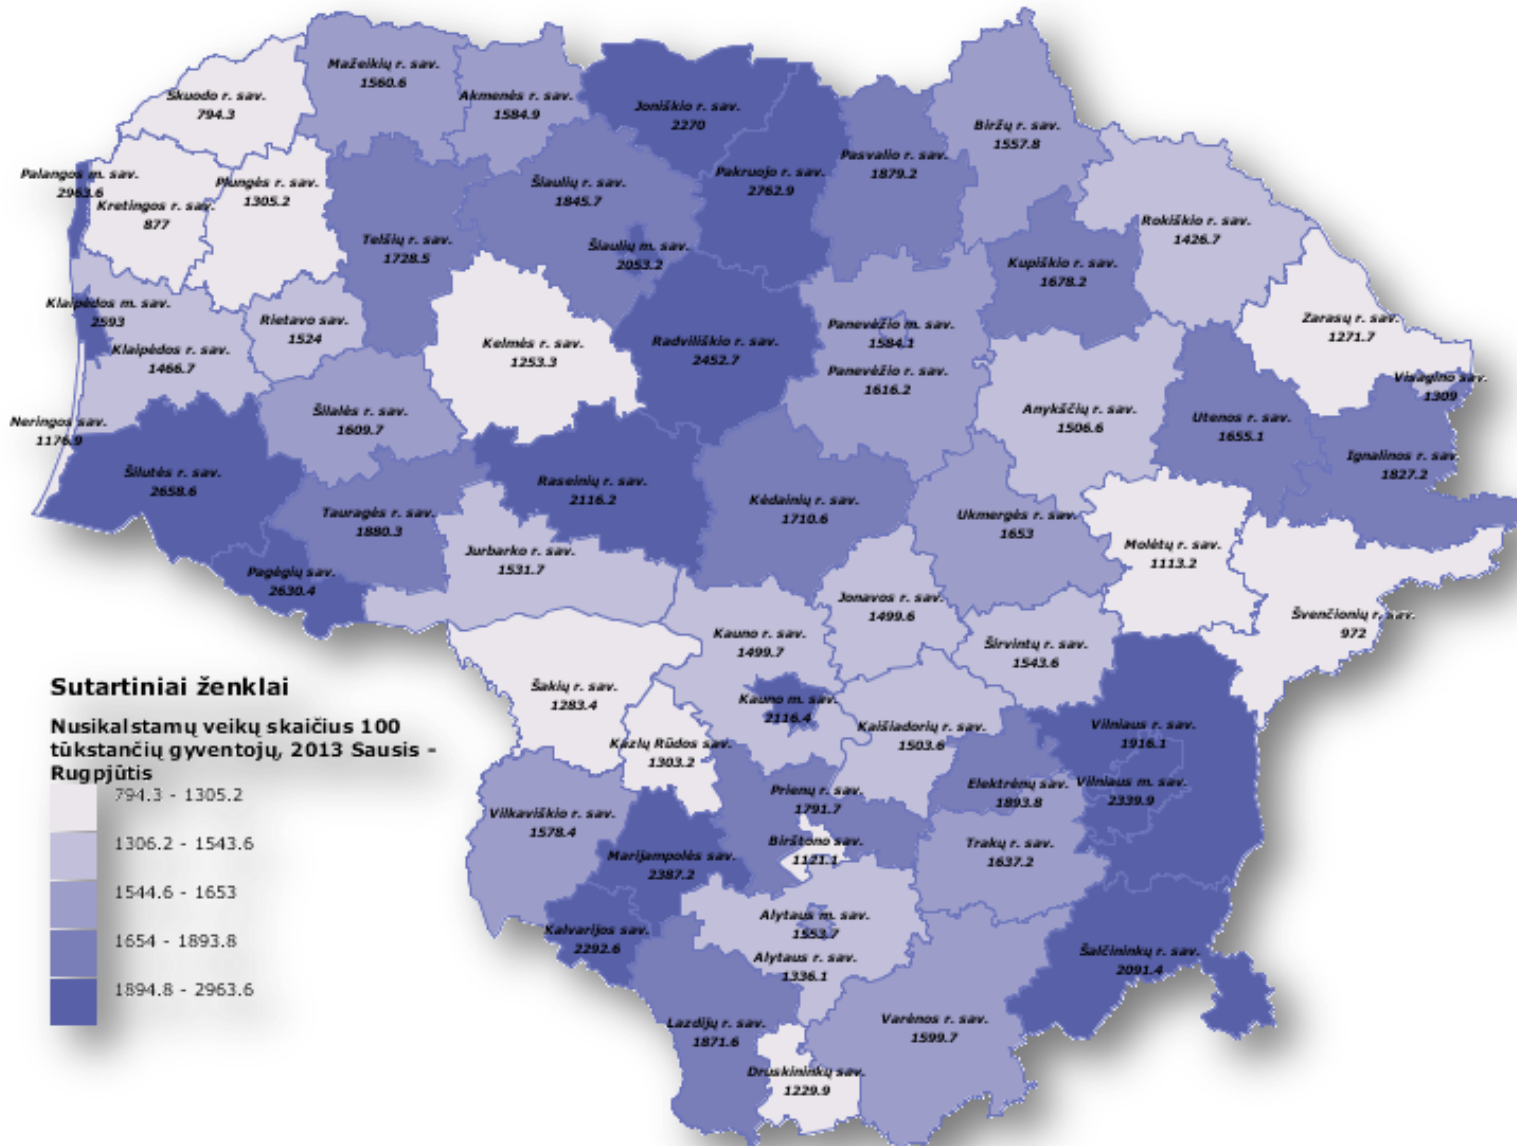 Mažeikių r. sav.
1560.6
Skuodo r. sav.
794.3
Akmenės r. sav.
1584.9
Joniškio r. sav.
2270
Biržų r. sav.
1557.8
Pasvalio r. sav.
1879.2
Pakruojo r. sav.
2762.9
Palangos m. sav.
2963.6
Plungės r. sav.
1305.2
Šiaulių r. sav.
1845.7
Kretingos r. sav.
877
Rokiškio r. sav.
1426.7
Telšių r. sav.
1728.5
Šiaulių m. sav.
2053.2
Kupiškio r. sav.
1678.2
Klaipėdos m. sav.
2593
Rietavo sav.
1524
Klaipėdos r. sav.
1466.7
Kelmės r. sav.
1253.3
Radviliškio r. sav.
2452.7
Panevėžio m. sav.
1584.1
Panevėžio r. sav.
1616.2
Zarasų r. sav.
1271.7
Visagino sav.
1309
Neringos sav.
1176.9
Šilalės r. sav.
1609.7
Anykščių r. sav.
1506.6
Utenos r. sav.
1655.1
Ignalinos r. sav.
1827.2
Šilutės r. sav.
2658.6
Raseinių r. sav.
2116.2
Kėdainių r. sav.
1710.6
Tauragės r. sav.
1880.3
Ukmergės r. sav.
1653
Jurbarko r. sav.
1531.7
Molėtų r. sav.
1113.2
Pagėgių sav.
2630.4
Jonavos r. sav.
1499.6
Švenčionių r. sav.
972
Kauno r. sav.
1499.7
Širvintų r. sav.
1543.6
Šakių r. sav.
1283.4
Kauno m. sav.
2116.4
Kaišiadorių r. sav.
1503.6
Vilniaus r. sav.
1916.1
Kazlų Rūdos sav.
1303.2
Prienų r. sav.
1791.7
Elektrėnų sav.
1893.8
Vilniaus m. sav.
2339.9
Vilkaviškio r. sav.
1578.4
Birštono sav.
1121.1
Trakų r. sav.
1637.2
Marijampolės sav.
2387.2
Alytaus m. sav.
1553.7
Kalvarijos sav.
2292.6
Alytaus r. sav.
1336.1
Šalčininkų r. sav.
2091.4
Lazdijų r. sav.
1871.6
Varėnos r. sav.
1599.7
Druskininkų sav.
1229.9
Sutartiniai ženklai
Nusikalstamų veikų skaičius 100
tūkstančių gyventojų, 2013 Sausis -
Rugpjūtis
794.3 - 1305.2
1306.2 - 1543.6
1544.6 - 1653
1654 - 1893.8
1894.8 - 2963.6